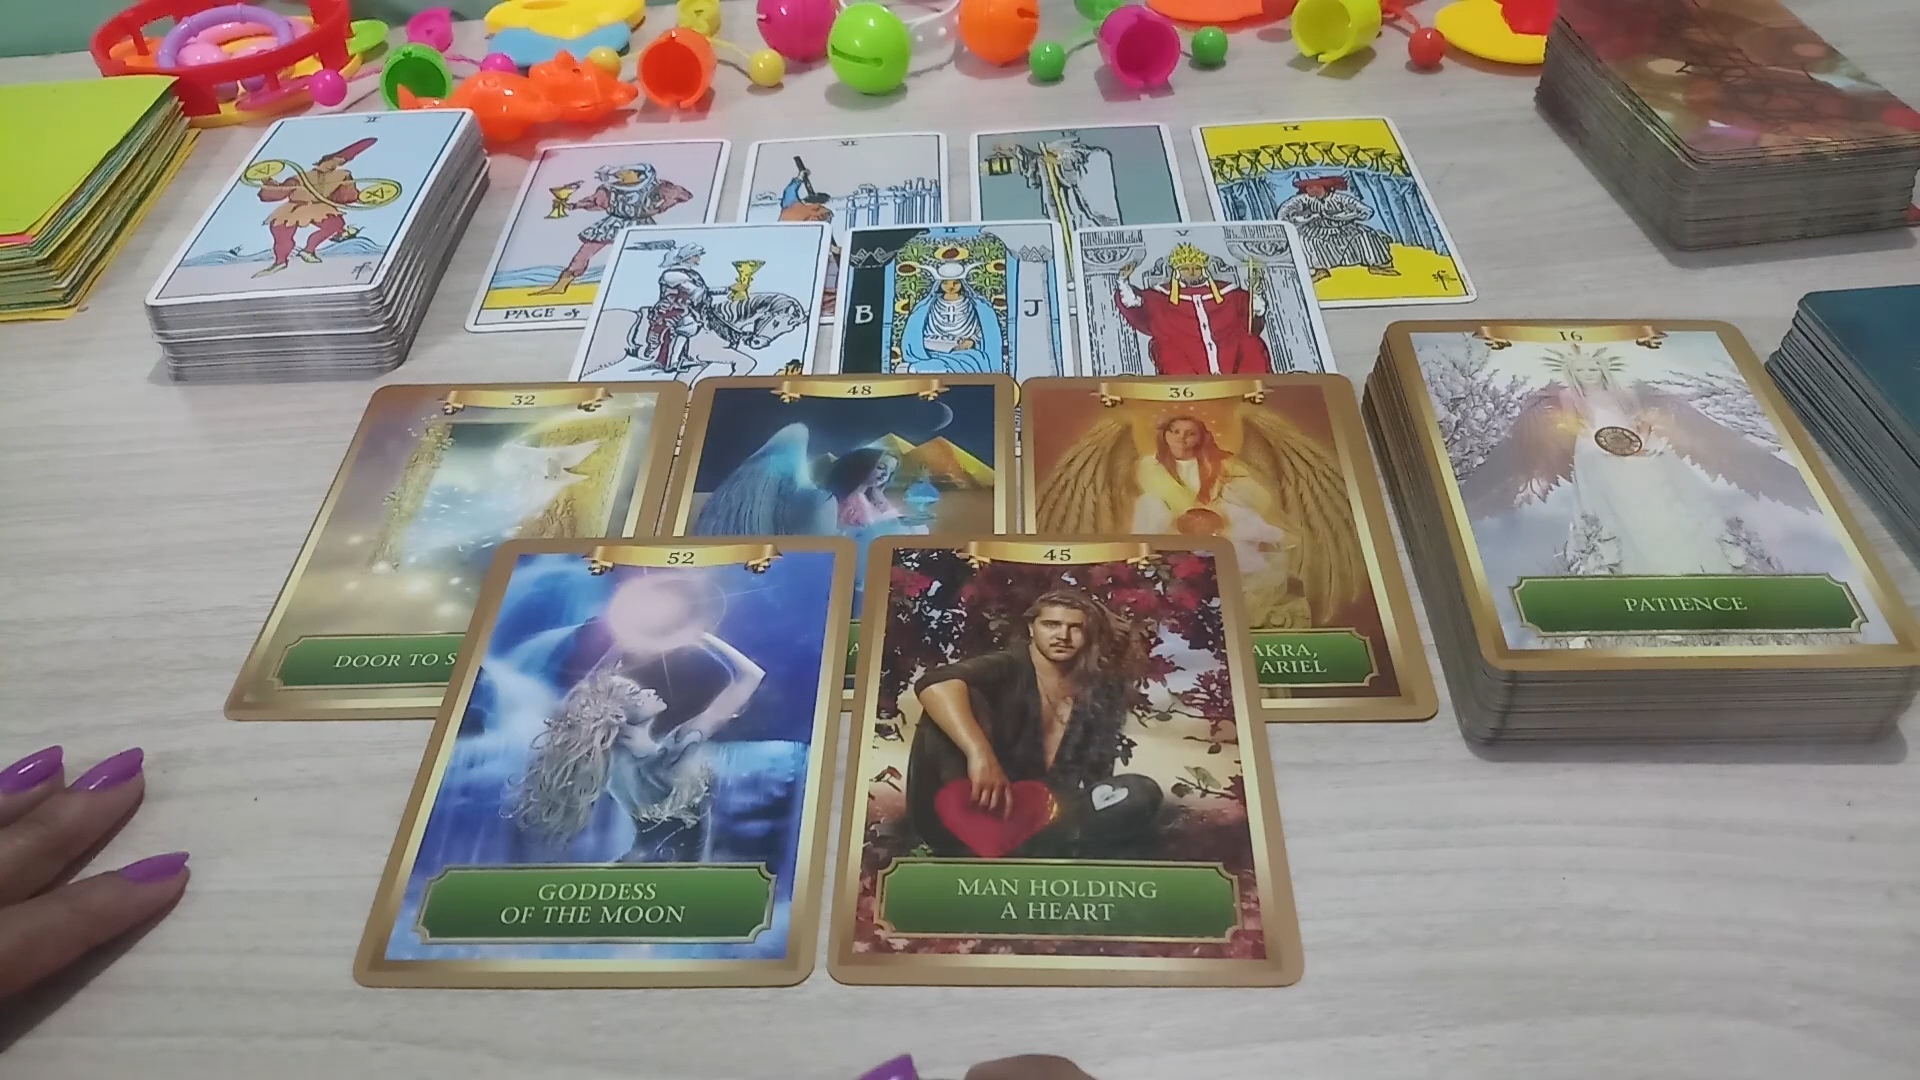 II
VI
IX
IX
PAGE of
II
V
B
J
32
48
36
16
DOOR TO S
AKRA,
ARIEL
PATIENCE
52
45
GODDESS
OF THE MOON
MAN HOLDING
A HEART